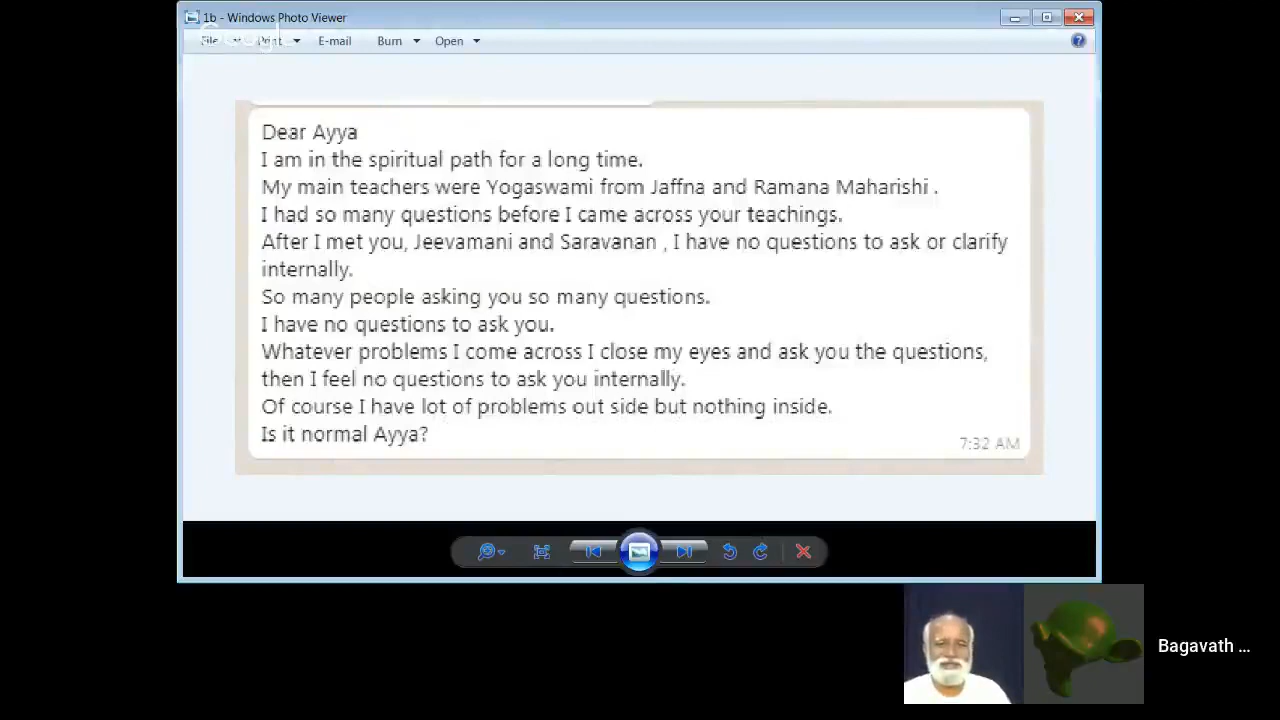 1b - Windows Photo Viewer
File Print E-mail Burn Open
Google
Dear Ayya
I am in the spiritual path for a long time.
My main teachers were Yogaswami from Jaffna and Ramana Maharishi .
I had so many questions before I came across your teachings.
After I met you, Jeevamani and Saravanan , I have no questions to ask or clarify
internally.
So many people asking you so many questions.
I have no questions to ask you.
Whatever problems I come across I close my eyes and ask you the questions,
then I feel no questions to ask you internally.
Of course I have lot of problems out side but nothing inside.
Is it normal Ayya?
7:32 AM
Bagavath ...